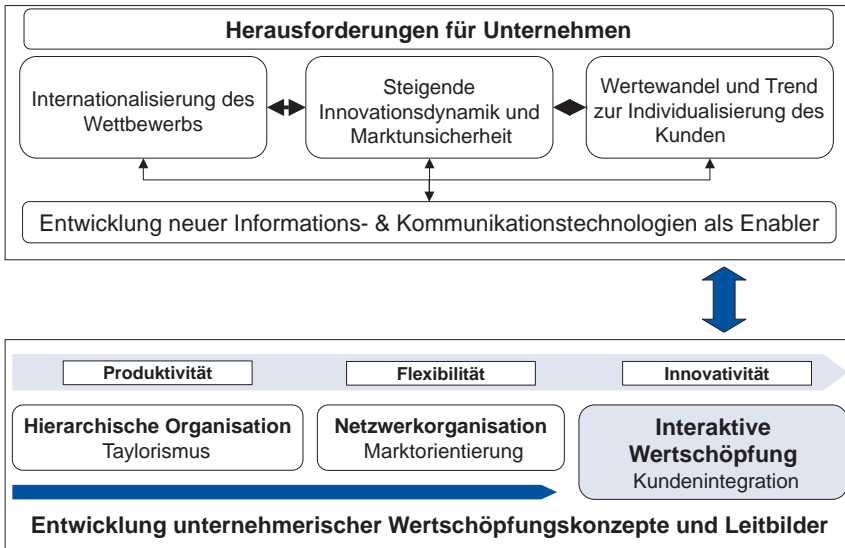 Herausforderungen für Unternehmen
Internationalisierung des
Wettbewerbs
Steigende
Innovationsdynamik und
Marktunsicherheit
Wertewandel und Trend
zur Individualisierung des
Kunden
Entwicklung neuer Informations- & Kommunikationstechnologien als Enabler
Produktivität
Flexibilität
Innovativität
Hierarchische Organisation
Taylorismus
Netzwerkorganisation
Marktorientierung
Interaktive
Wertschöpfung
Kundenintegration
Entwicklung unternehmerischer Wertschöpfungskonzepte und Leitbilder